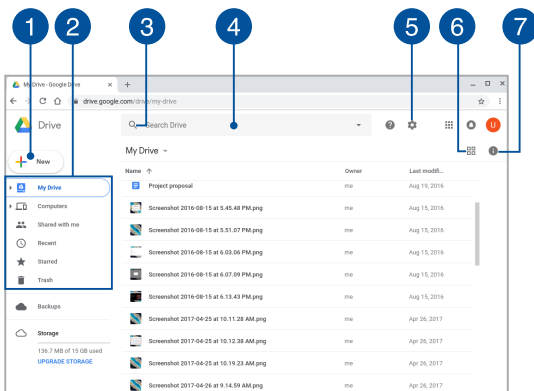 1 2 3 4 5 6 7
My Drive - Google Drive
drive.google.com/drive/my-drive
Drive
Search Drive
U
New
My Drive
Name Owner Last modifi...
My Drive
Computers
Shared with me
Recent
Starred
Trash
Backups
Storage
136.7 MB of 15 GB used
UPGRADE STORAGE
Project proposal me Aug 19, 2016
Screenshot 2016-08-15 at 5.45.48 PM.png me Aug 15, 2016
Screenshot 2016-08-15 at 5.51.07 PM.png me Aug 15, 2016
Screenshot 2016-08-15 at 6.03.06 PM.png me Aug 15, 2016
Screenshot 2016-08-15 at 6.07.09 PM.png me Aug 15, 2016
Screenshot 2016-08-15 at 6.13.43 PM.png me Aug 15, 2016
Screenshot 2017-04-25 at 10.11.28 AM.png me Apr 26, 2017
Screenshot 2017-04-25 at 10.12.38 AM.png me Apr 26, 2017
Screenshot 2017-04-25 at 10.19.23 AM.png me Apr 26, 2017
Screenshot 2017-04-26 at 9.14.59 AM.png me Apr 26, 2017